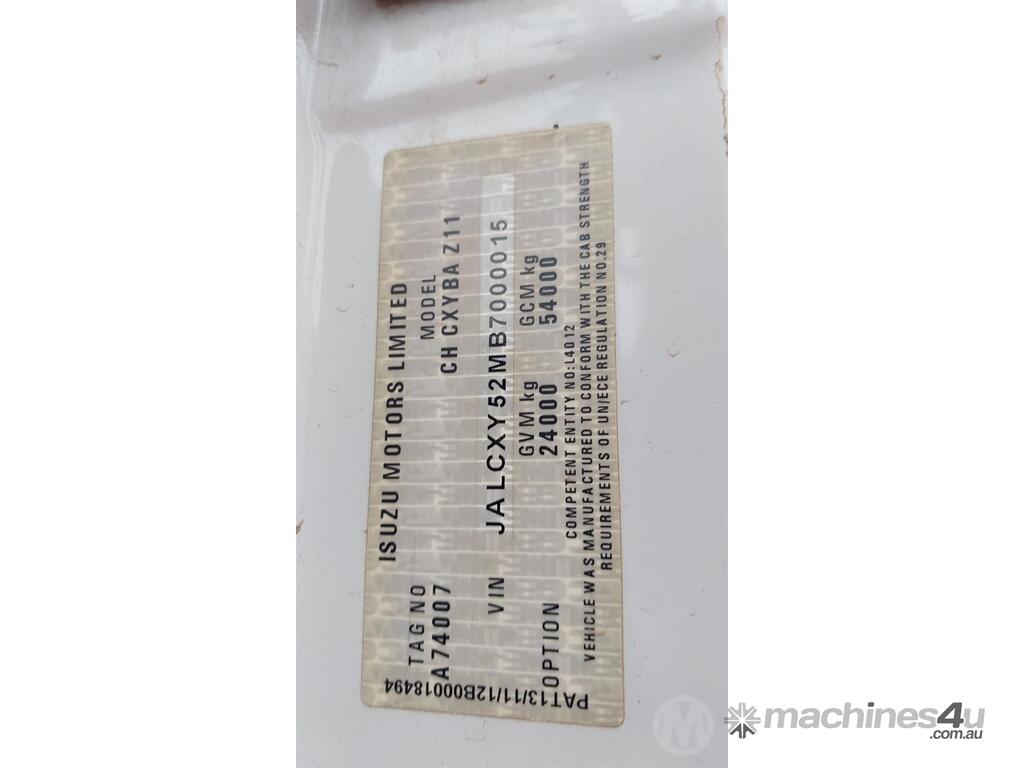 ISUZU MOTORS LIMITED
TAG NO MODEL
A74007 CH CXYBA Z11
VIN JALCXY52MB7000015
GVM kg GCM kg
OPTION 24000 54000
COMPETENT ENTITY NO:L4012
VEHICLE WAS MANUFACTURED TO CONFORM WITH THE CAB STRENGTH
REQUIREMENTS OF UN/ECE REGULATION NO.29
PAT13/11/12B00018494
machines4u
.com.au